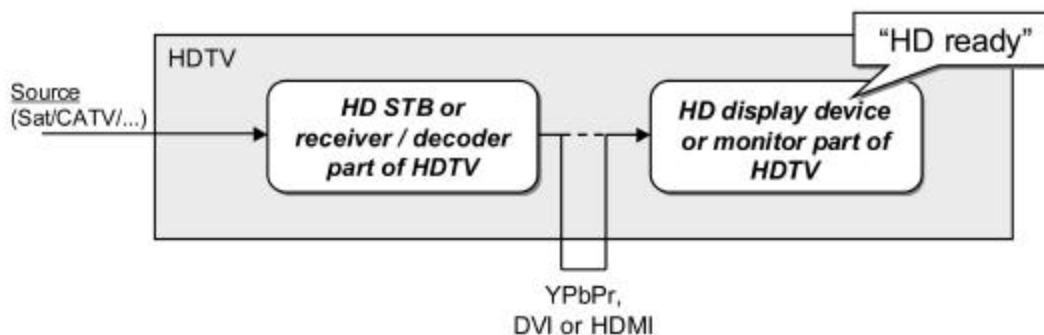 "HD ready"
HDTV
Source
(Sat/CATV/...)
HD STB or
receiver / decoder
part of HDTV
HD display device
or monitor part of
HDTV
YPbPr,
DVI or HDMI